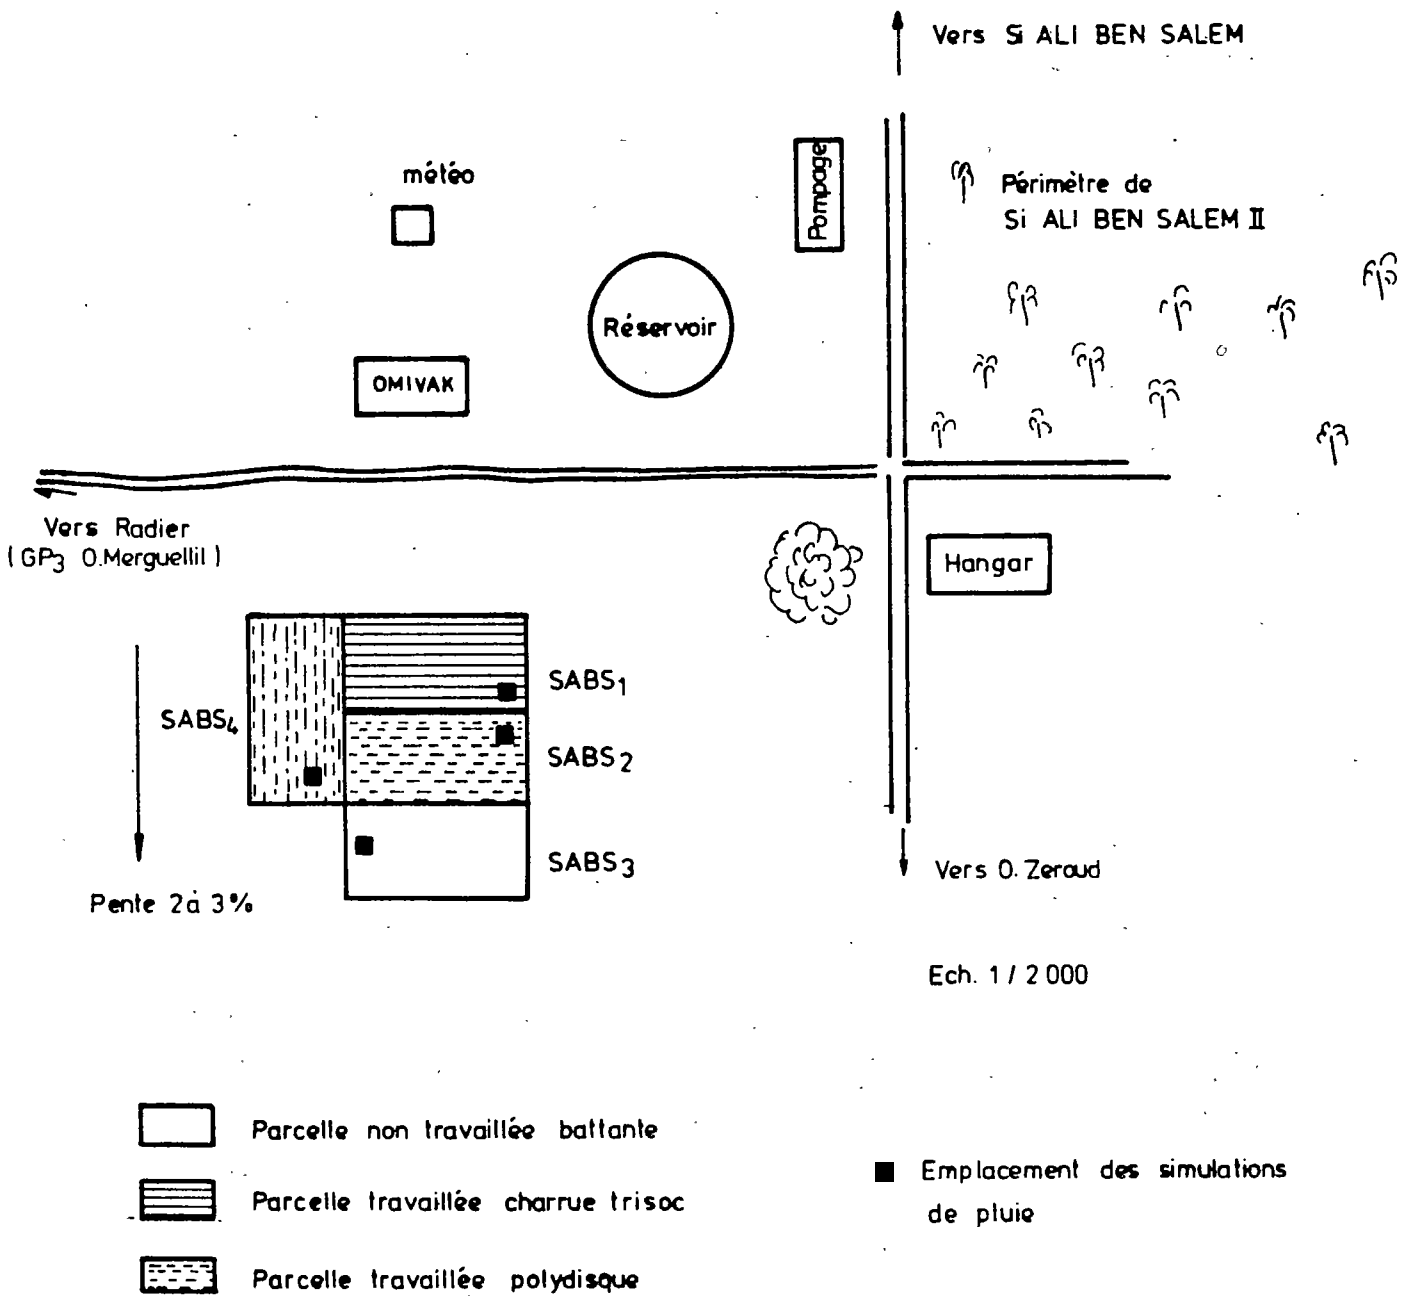 Vers Si ALI BEN SALEM
météo
Pompage
Périmètre de
Si ALI BEN SALEM II
Réservoir
OMIVAK
Vers Radier
(GP3 O.Merguellil)
Hangar
SABS1
SABS4
SABS2
SABS3
Vers O. Zeroud
Pente 2à 3%
Ech. 1 / 2 000
Parcelle non travaillée battante
Parcelle travaillée charrue trisoc
Parcelle travaillée polydisque
Emplacement des simulations
de pluie